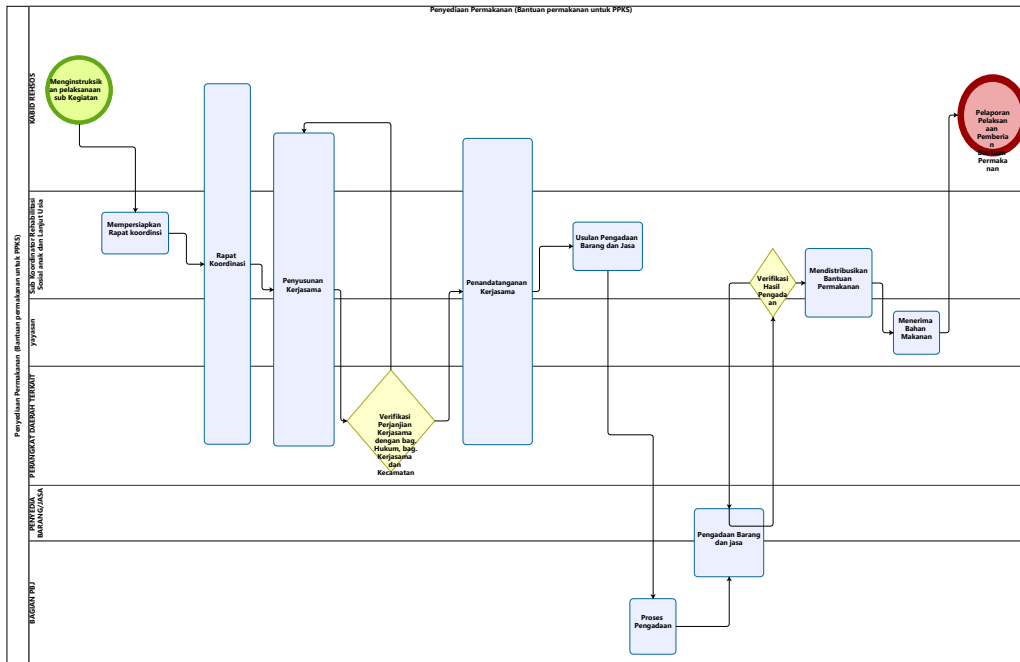 Penyediaan Permakanan (Bantuan permakanan untuk PPKS)
Penyediaan Permakanan (Bantuan permakanan untuk PPKS)
KABID REHSOS
Menginstruksik
an pelaksanaan
sub Kegiatan
Pelaporan
Pelaksan
aan
Pemberia
n
Bantuan
Permaka
nan
Sub Koordinator Rehabilitasi
Sosial anak dan Lanjut Usia
Mempersiapkan
Rapat koordinsi
Rapat
Koordinasi
Penyusunan
Kerjasama
Penandatanganan
Kerjasama
Usulan Pengadaan
Barang dan Jasa
Verifikasi
Hasil
Pengada
an
Mendistribusikan
Bantuan
Permakanan
yayasan
Menerima
Bahan
Makanan
PERANGKAT DAERAH TERKAIT
Verifikasi
Perjanjian
Kerjasama
dengan bag.
Hukum, bag.
Kerjasama
dan
Kecamatan
PENYEDIA
BARANG/JASA
Pengadaan Barang
dan jasa
BAGIAN PBJ
Proses
Pengadaan